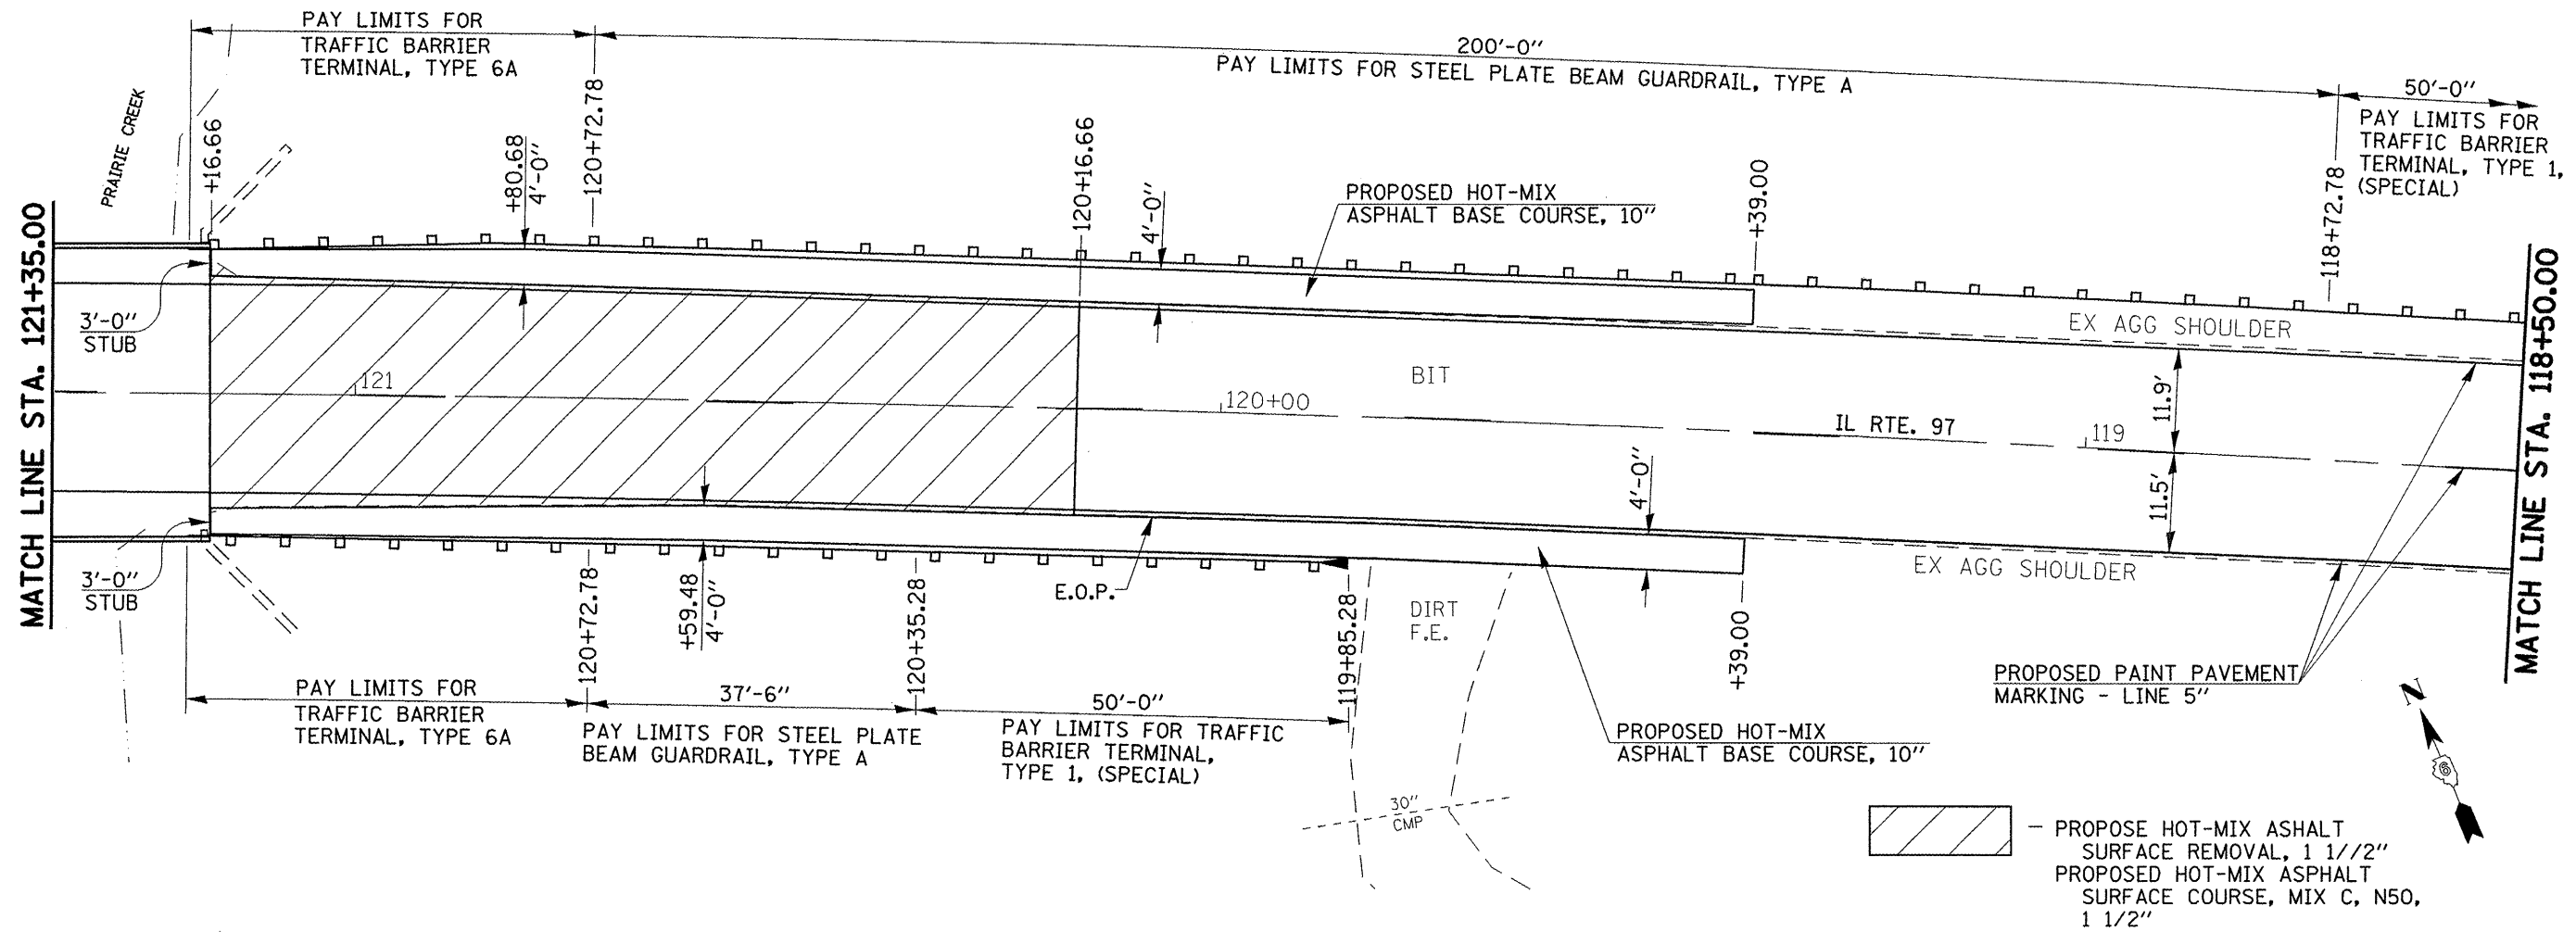 PAY LIMITS FOR
TRAFFIC BARRIER
TERMINAL, TYPE 6A
200'-0"
PAY LIMITS FOR STEEL PLATE BEAM GUARDRAIL, TYPE A
50'-0"
PAY LIMITS FOR
TRAFFIC BARRIER
TERMINAL, TYPE 1,
(SPECIAL)
PRAIRIE CREEK
+16.66
+80.68
4'-0"
120+72.78
120+16.66
4'-0"
PROPOSED HOT-MIX
ASPHALT BASE COURSE, 10"
+39.00
118+72.78
MATCH LINE STA. 121+35.00
3'-0"
STUB
121
BIT
120+00
IL RTE. 97
119
EX AGG SHOULDER
11.9'
11.5'
MATCH LINE STA. 118+50.00
3'-0"
STUB
4'-0"
EX AGG SHOULDER
E.O.P.
DIRT
F.E.
120+72.78
+59.48
4'-0"
120+35.28
119+85.28
+39.00
PAY LIMITS FOR
TRAFFIC BARRIER
TERMINAL, TYPE 6A
37'-6"
PAY LIMITS FOR STEEL PLATE
BEAM GUARDRAIL, TYPE A
50'-0"
PAY LIMITS FOR TRAFFIC
BARRIER TERMINAL,
TYPE 1, (SPECIAL)
PROPOSED HOT-MIX
ASPHALT BASE COURSE, 10"
PROPOSED PAINT PAVEMENT
MARKING - LINE 5"
N
6
30"
CMP
- PROPOSE HOT-MIX ASHALT
SURFACE REMOVAL, 1 1//2"
PROPOSED HOT-MIX ASPHALT
SURFACE COURSE, MIX C, N50,
1 1/2"